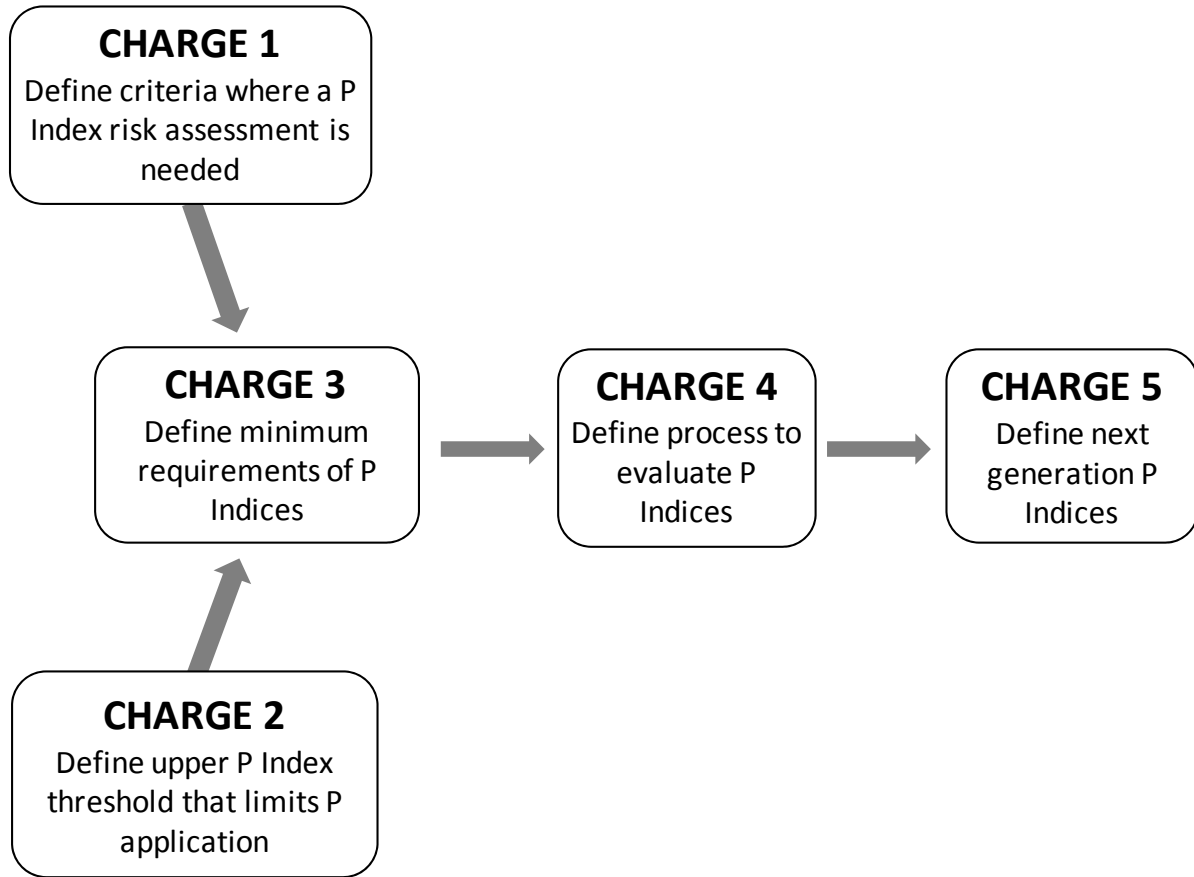 CHARGE 1
Define criteria where a P
Index risk assessment is
needed
CHARGE 3
Define minimum
requirements of P
Indices
CHARGE 4
Define process to
evaluate P
Indices
CHARGE 5
Define next
generation P
Indices
CHARGE 2
Define upper P Index
threshold that limits P
application